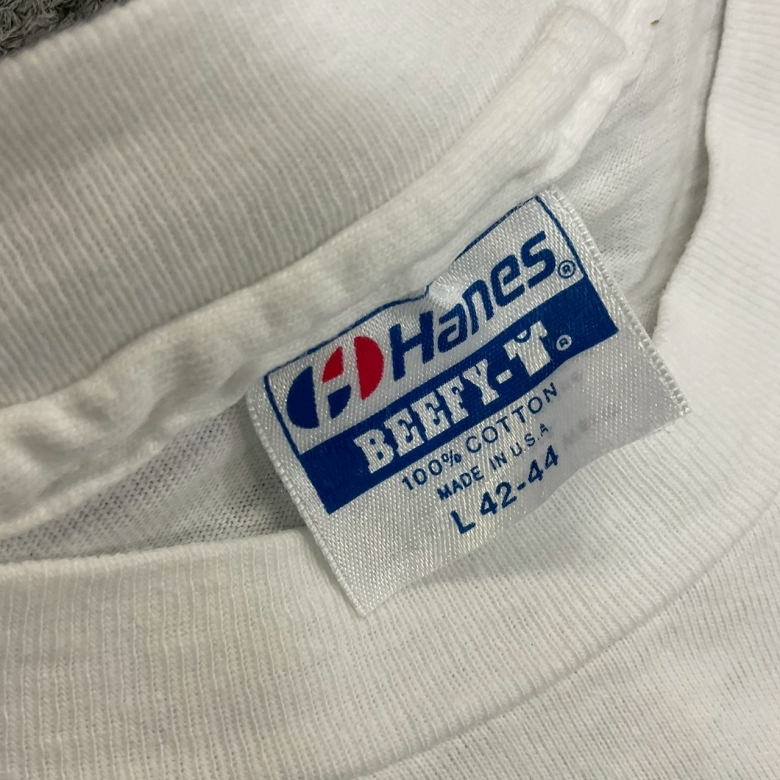 Hanes®
BEEFY-T®
100% COTTON
MADE IN U.S.A.
L 42-44